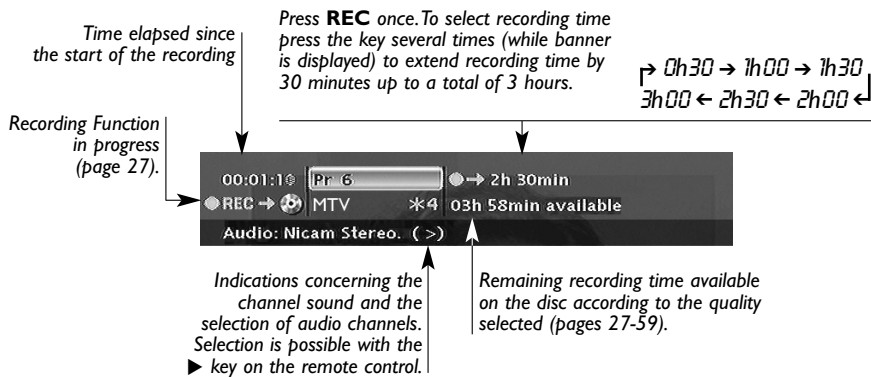 Time elapsed since
the start of the recording
Press REC once. To select recording time
press the key several times (while banner
is displayed) to extend recording time by
30 minutes up to a total of 3 hours.
0h30 → 1h00 → 1h30
3h00 ← 2h30 ← 2h00 ←
Recording Function
in progress
(page 27).
00:01:10 Pr 6 → 2h 30min
REC → MTV *4 03h 58min available
Audio: Nicam Stereo. ( >)
Indications concerning the
channel sound and the
selection of audio channels.
Selection is possible with the
▶ key on the remote control.
Remaining recording time available
on the disc according to the quality
selected (pages 27-59).